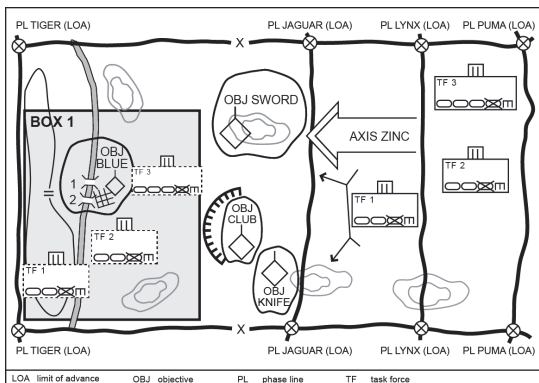 PL TIGER (LOA) PL JAGUAR (LOA) PL LYNX (LOA) PL PUMA (LOA)
X
TF 3
E
OBJ SWORD
AXIS ZINC
BOX 1
OBJ
BLUE
1
2
TF 3
E
TF 2
E
TF 1
E
TF 2
E
OBJ
CLUB
TF 1
E
OBJ
KNIFE
X
PL TIGER (LOA) PL JAGUAR (LOA) PL LYNX (LOA) PL PUMA (LOA)
LOA limit of advance OBJ objective PL phase line TF task force